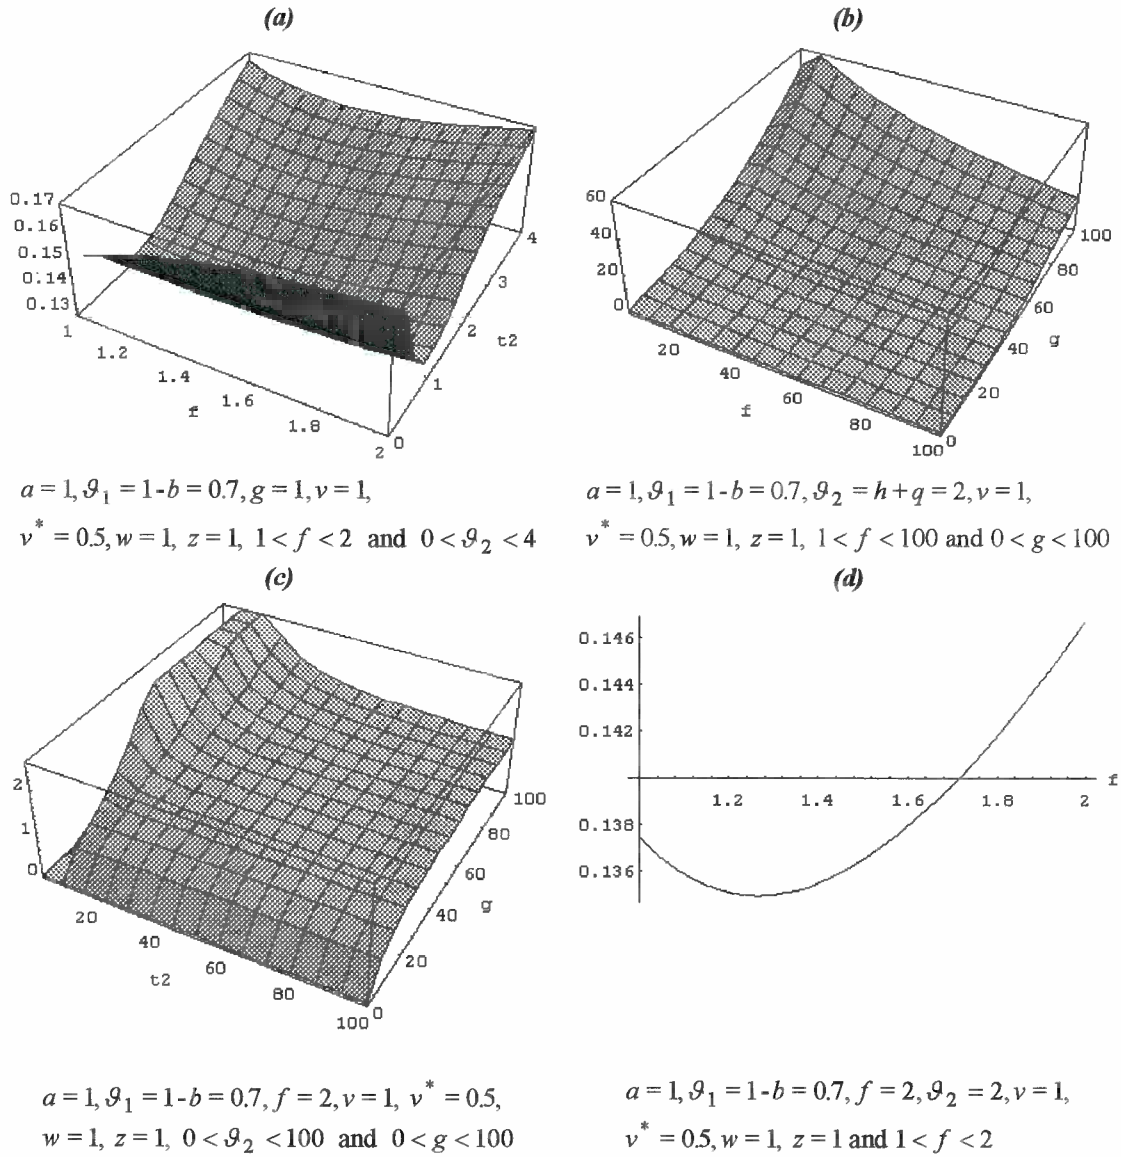 (a)
0.17
0.16
0.15
0.14
0.13
1
1.2
1.4
f
1.6
1.8
2
0
1
2
t2
3
4
a = 1, ϑ1 = 1-b = 0.7, g = 1, v = 1,
v* = 0.5, w = 1, z = 1, 1 < f < 2 and 0 < ϑ2 < 4
(b)
60
40
20
0
20
40
f
60
80
100
0
20
40
g
60
80
100
a = 1, ϑ1 = 1-b = 0.7, ϑ2 = h+q = 2, v = 1,
v* = 0.5, w = 1, z = 1, 1 < f < 100 and 0 < g < 100
(c)
2
1
0
20
40
t2
60
80
100
0
20
40
g
60
80
100
a = 1, ϑ1 = 1-b = 0.7, f = 2, v = 1, v* = 0.5,
w = 1, z = 1, 0 < ϑ2 < 100 and 0 < g < 100
(d)
0.146
0.144
0.142
0.138
0.136
1.2 1.4 1.6 1.8 2
f
a = 1, ϑ1 = 1-b = 0.7, f = 2, ϑ2 = 2, v = 1,
v* = 0.5, w = 1, z = 1 and 1 < f < 2